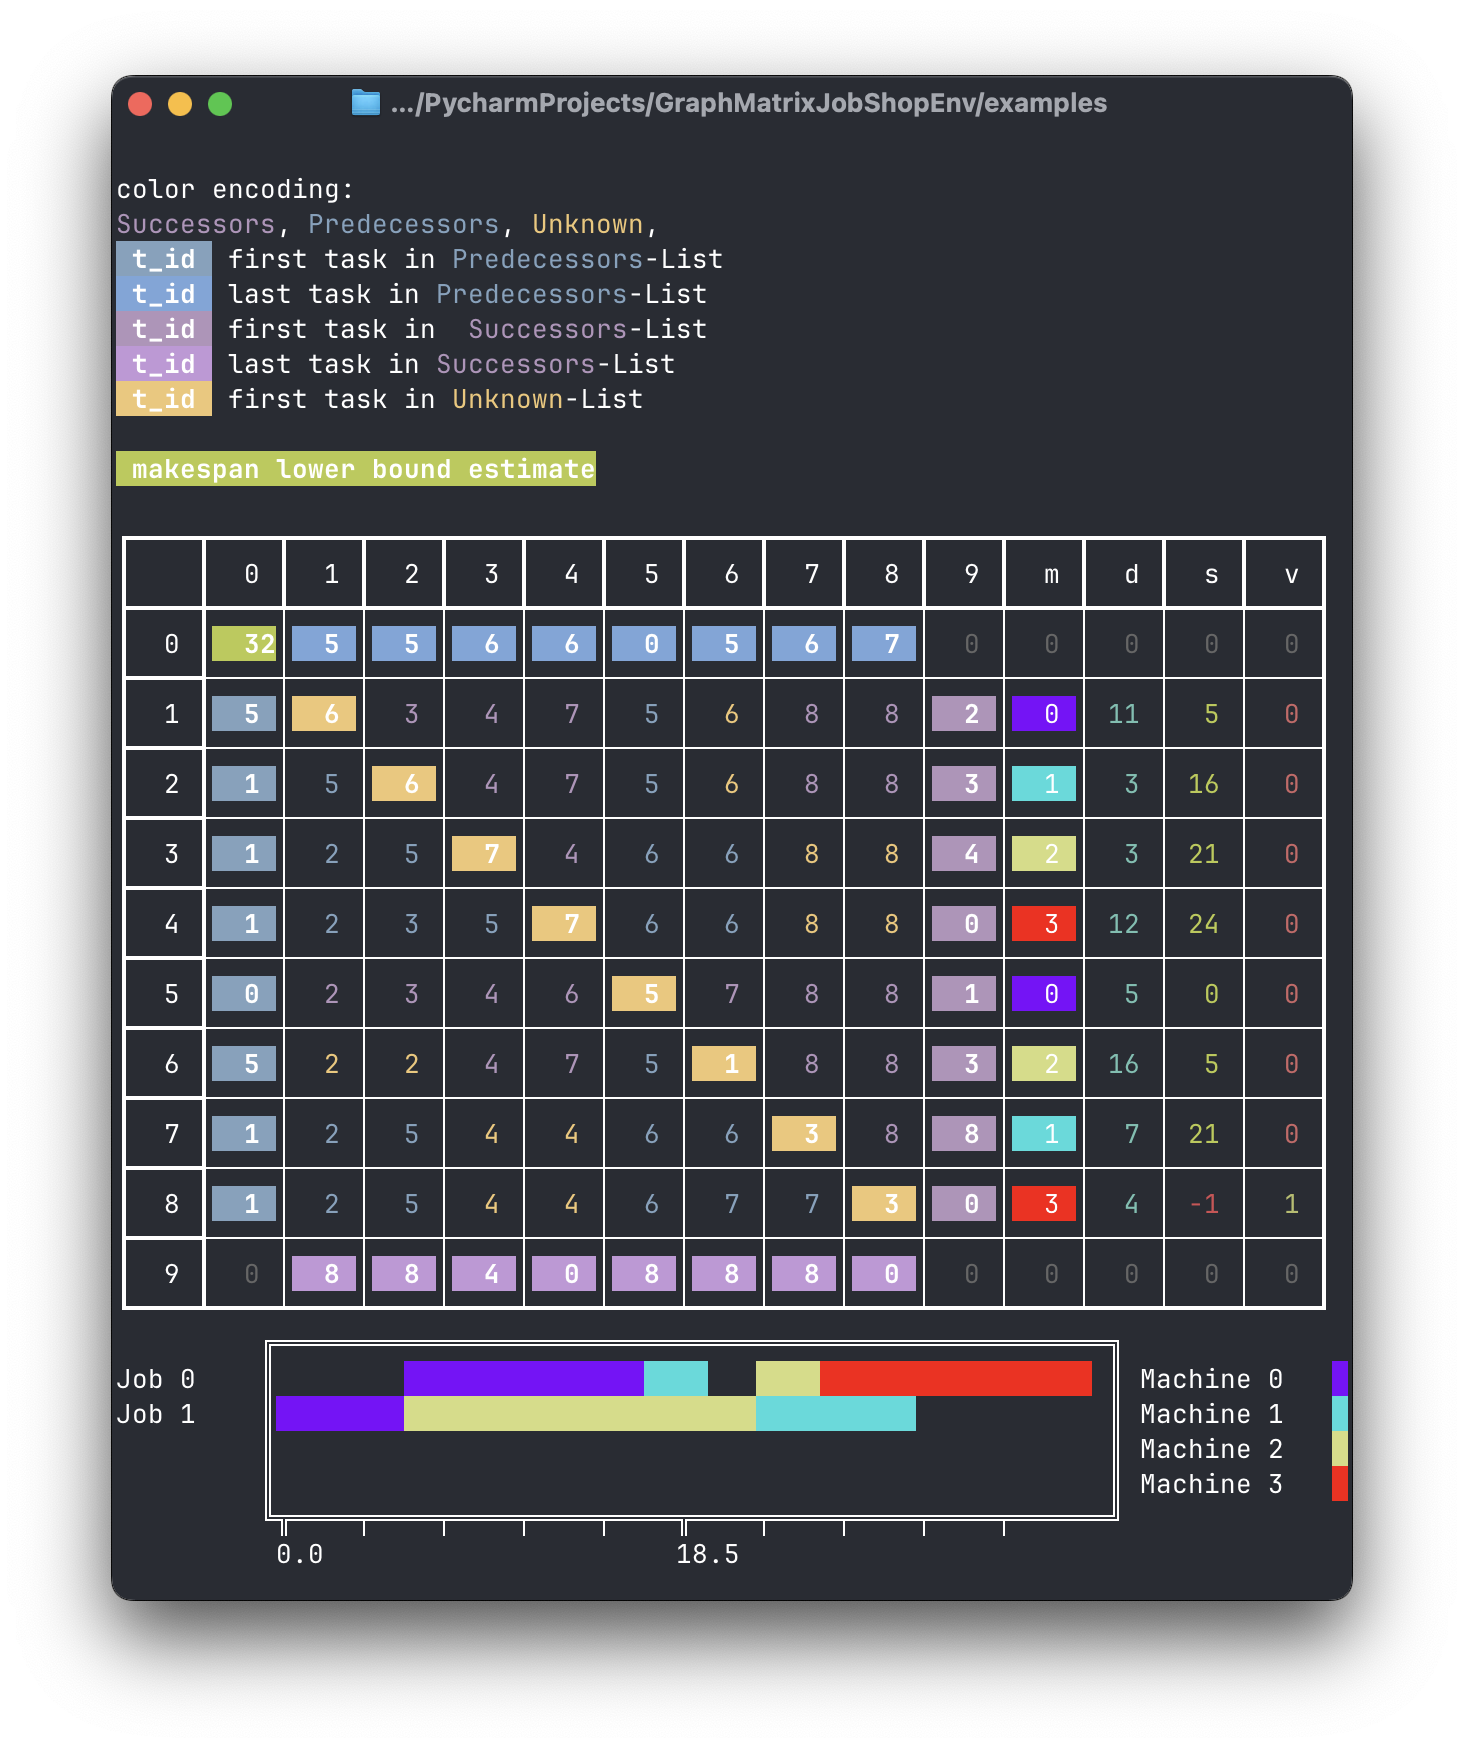 .../PycharmProjects/GraphMatrixJobShopEnv/examples
color encoding:
Successors, Predecessors, Unknown,
t_id first task in Predecessors-List
t_id last task in Predecessors-List
t_id first task in Successors-List
t_id last task in Successors-List
t_id first task in Unknown-List
makespan lower bound estimate
0 1 2 3 4 5 6 7 8 9 m d s v
0 32 5 5 6 6 0 5 6 7 0 0 0 0 0
1 5 6 3 4 7 5 6 8 8 2 0 11 5 0
2 1 5 6 4 7 5 6 8 8 3 1 3 16 0
3 1 2 5 7 4 6 6 8 8 4 2 3 21 0
4 1 2 3 5 7 6 6 8 8 0 3 12 24 0
5 0 2 3 4 6 5 7 8 8 1 0 5 0 0
6 5 2 2 4 7 5 1 8 8 3 2 16 5 0
7 1 2 5 4 4 6 6 3 8 8 1 7 21 0
8 1 2 5 4 4 6 7 7 3 0 3 4 -1 1
9 0 8 8 4 0 8 8 8 0 0 0 0 0 0
Job 0 Machine 0
Job 1 Machine 1
Machine 2
Machine 3
0.0 18.5